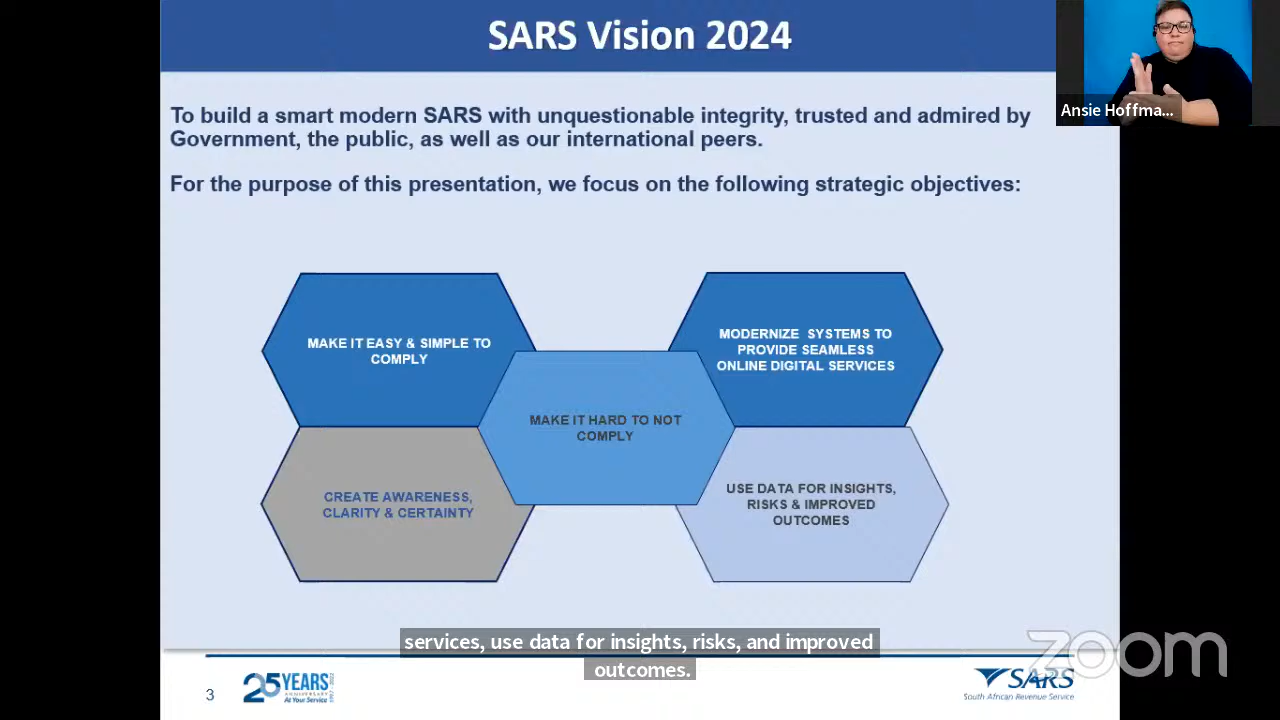 SARS Vision 2024
Ansie Hoffma...
To build a smart modern SARS with unquestionable integrity, trusted and admired by
Government, the public, as well as our international peers.
For the purpose of this presentation, we focus on the following strategic objectives:
MAKE IT EASY & SIMPLE TO
COMPLY
MODERNIZE SYSTEMS TO
PROVIDE SEAMLESS
ONLINE DIGITAL SERVICES
MAKE IT HARD TO NOT
COMPLY
CREATE AWARENESS,
CLARITY & CERTAINTY
USE DATA FOR INSIGHTS,
RISKS & IMPROVED
OUTCOMES
services, use data for insights, risks, and improved
outcomes.
zoom
3
25 YEARS
ANNIVERSARY
At Your Service
SARS
South African Revenue Service